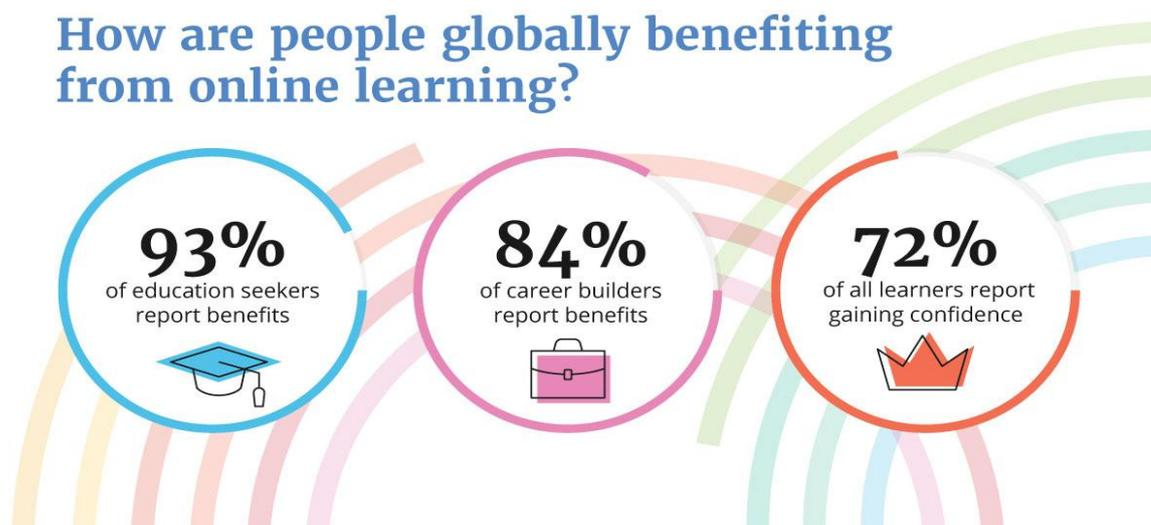 How are people globally benefiting
from online learning?
93%
of education seekers
report benefits
84%
of career builders
report benefits
72%
of all learners report
gaining confidence